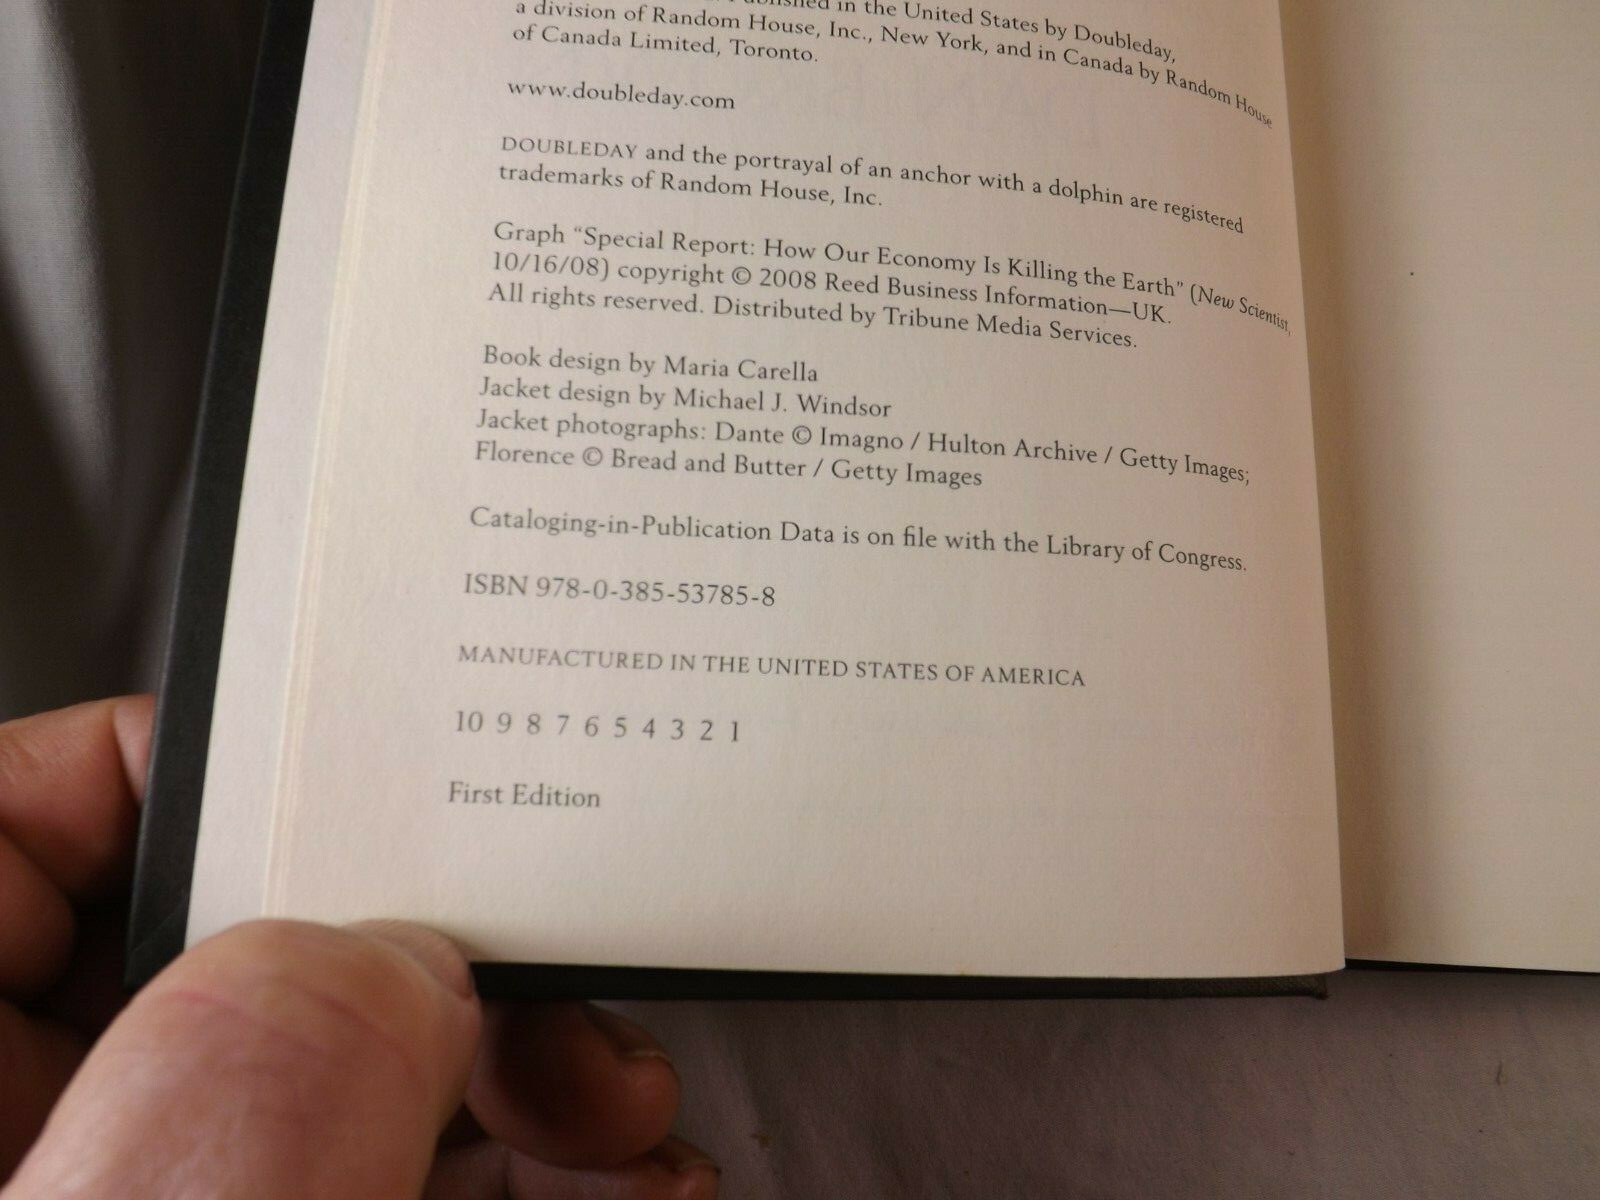 Published in the United States by Doubleday,
a division of Random House, Inc., New York, and in Canada by Random House
of Canada Limited, Toronto.
www.doubleday.com
DOUBLEDAY and the portrayal of an anchor with a dolphin are registered
trademarks of Random House, Inc.
Graph “Special Report: How Our Economy Is Killing the Earth” (New Scientist,
10/16/08) copyright © 2008 Reed Business Information—UK.
All rights reserved. Distributed by Tribune Media Services.
Book design by Maria Carella
Jacket design by Michael J. Windsor
Jacket photographs: Dante © Imagno / Hulton Archive / Getty Images;
Florence © Bread and Butter / Getty Images
Cataloging-in-Publication Data is on file with the Library of Congress.
ISBN 978-0-385-53785-8
MANUFACTURED IN THE UNITED STATES OF AMERICA
10 9 8 7 6 5 4 3 2 1
First Edition